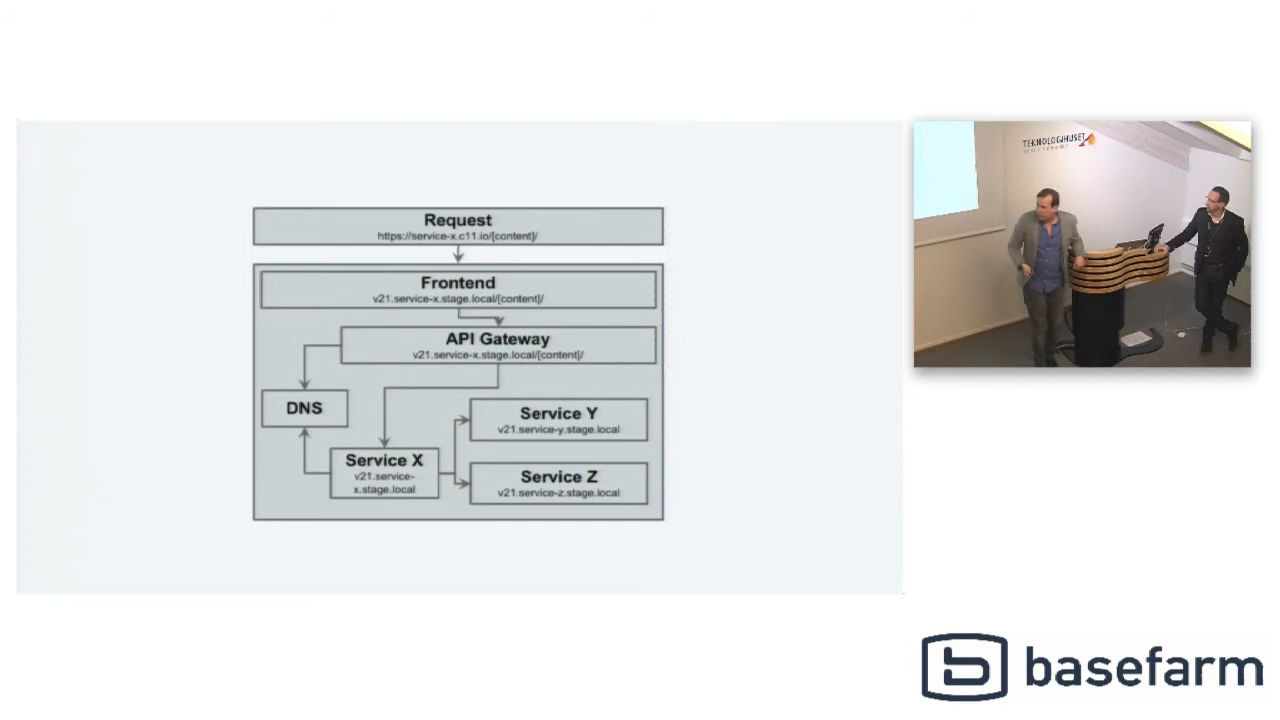 Request
https://service-x.c11.io/[content]/
Frontend
v21.service-x.stage.local/[content]/
API Gateway
v21.service-x.stage.local/[content]/
DNS
Service Y
v21.service-y.stage.local
Service X
v21.service-
x.stage.local
Service Z
v21.service-z.stage.local
TEKNOLOGIHUSET
basefarm